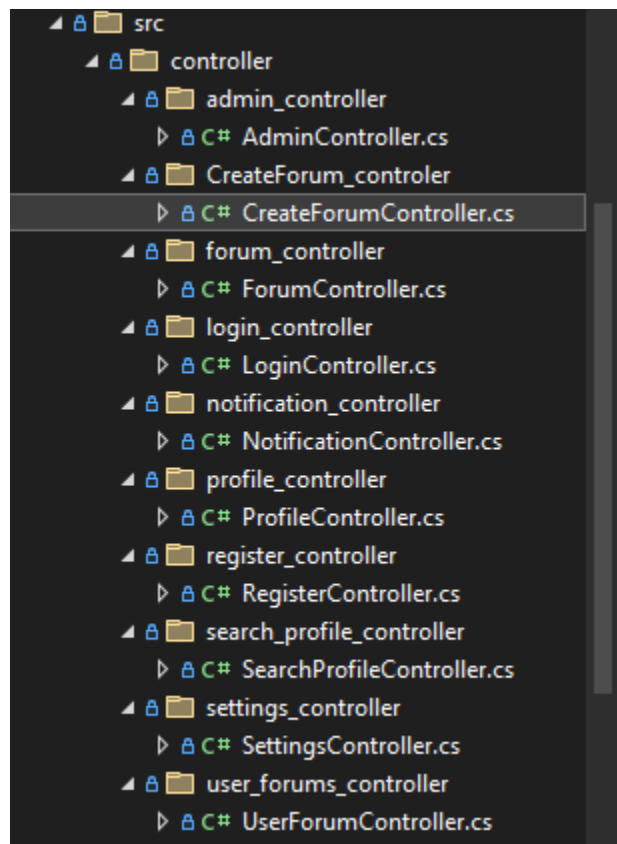 src
controller
admin_controller
C# AdminController.cs
CreateForum_controler
C# CreateForumController.cs
forum_controller
C# ForumController.cs
login_controller
C# LoginController.cs
notification_controller
C# NotificationController.cs
profile_controller
C# ProfileController.cs
register_controller
C# RegisterController.cs
search_profile_controller
C# SearchProfileController.cs
settings_controller
C# SettingsController.cs
user_forums_controller
C# UserForumController.cs